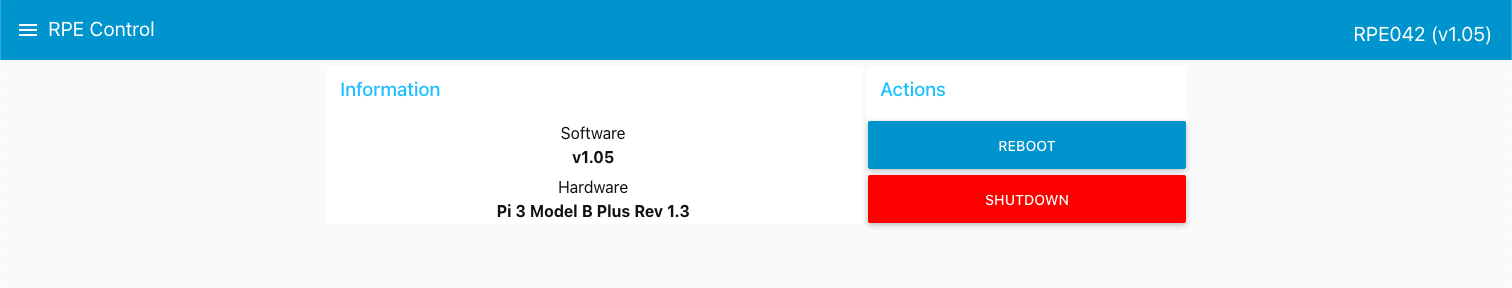 RPE Control
RPE042 (v1.05)
Information
Software
v1.05
Hardware
Pi 3 Model B Plus Rev 1.3
Actions
REBOOT
SHUTDOWN